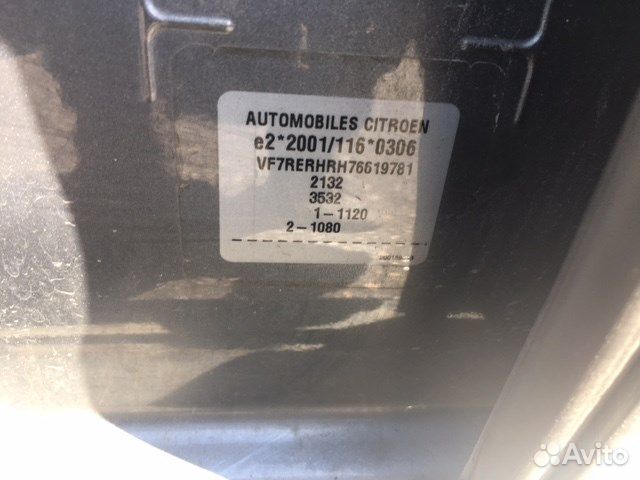 AUTOMOBILES CITROEN
e2*2001/116*0306
VF7RERHRH76619781
2132
3532
1-1120
2-1080
Avito